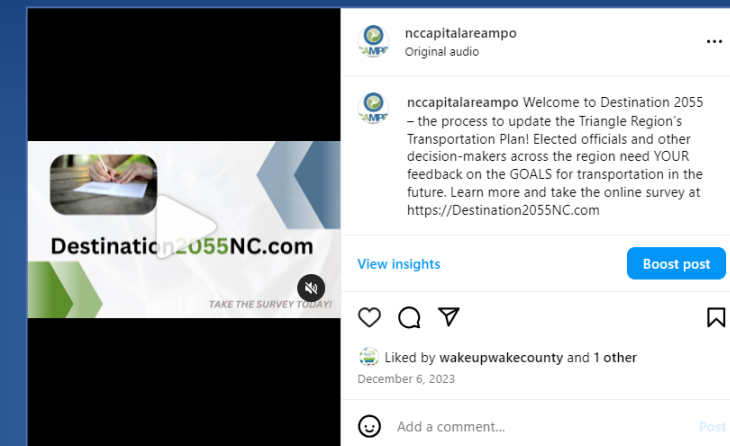 nccapitalareampo
Original audio
nccapitalareampo Welcome to Destination 2055
– the process to update the Triangle Region's
Transportation Plan! Elected officials and other
decision-makers across the region need YOUR
feedback on the GOALS for transportation in the
future. Learn more and take the online survey at
https://Destination2055NC.com
Destination2055NC.com
TAKE THE SURVEY TODAY!
View insights
Boost post
Liked by wakeupwakecounty and 1 other
December 6, 2023
Add a comment...
Post